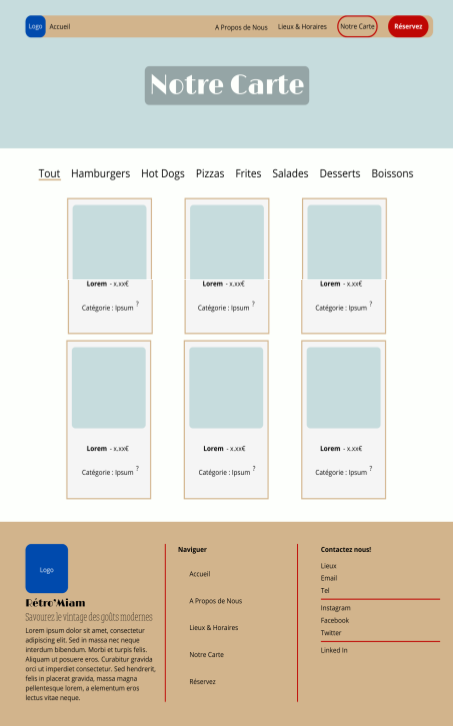 Logo Accueil A Propos de Nous Lieux & Horaires Notre Carte Réservez
Notre Carte
Tout Hamburgers Hot Dogs Pizzas Frites Salades Desserts Boissons
Lorem - x.xx€ Lorem - x.xx€ Lorem - x.xx€
Catégorie : Ipsum ? Catégorie : Ipsum ? Catégorie : Ipsum ?
Lorem - x.xx€ Lorem - x.xx€ Lorem - x.xx€
Catégorie : Ipsum ? Catégorie : Ipsum ? Catégorie : Ipsum ?
Logo
Rétro'Miam
Savourez le vintage des goûts modernes
Lorem ipsum dolor sit amet, consectetur
adipiscing elit. Sed in massa nec neque
interdum bibendum. Morbi et turpis felis.
Aliquam ut posuere eros. Curabitur gravida
orci ut imperdiet consectetur. Sed hendrerit,
felis in placerat gravida, massa magna
pellentesque lorem, a elementum eros
lectus vitae neque.
Naviguer
Accueil
A Propos de Nous
Lieux & Horaires
Notre Carte
Réservez
Contactez nous!
Lieux
Email
Tel
Instagram
Facebook
Twitter
Linked In